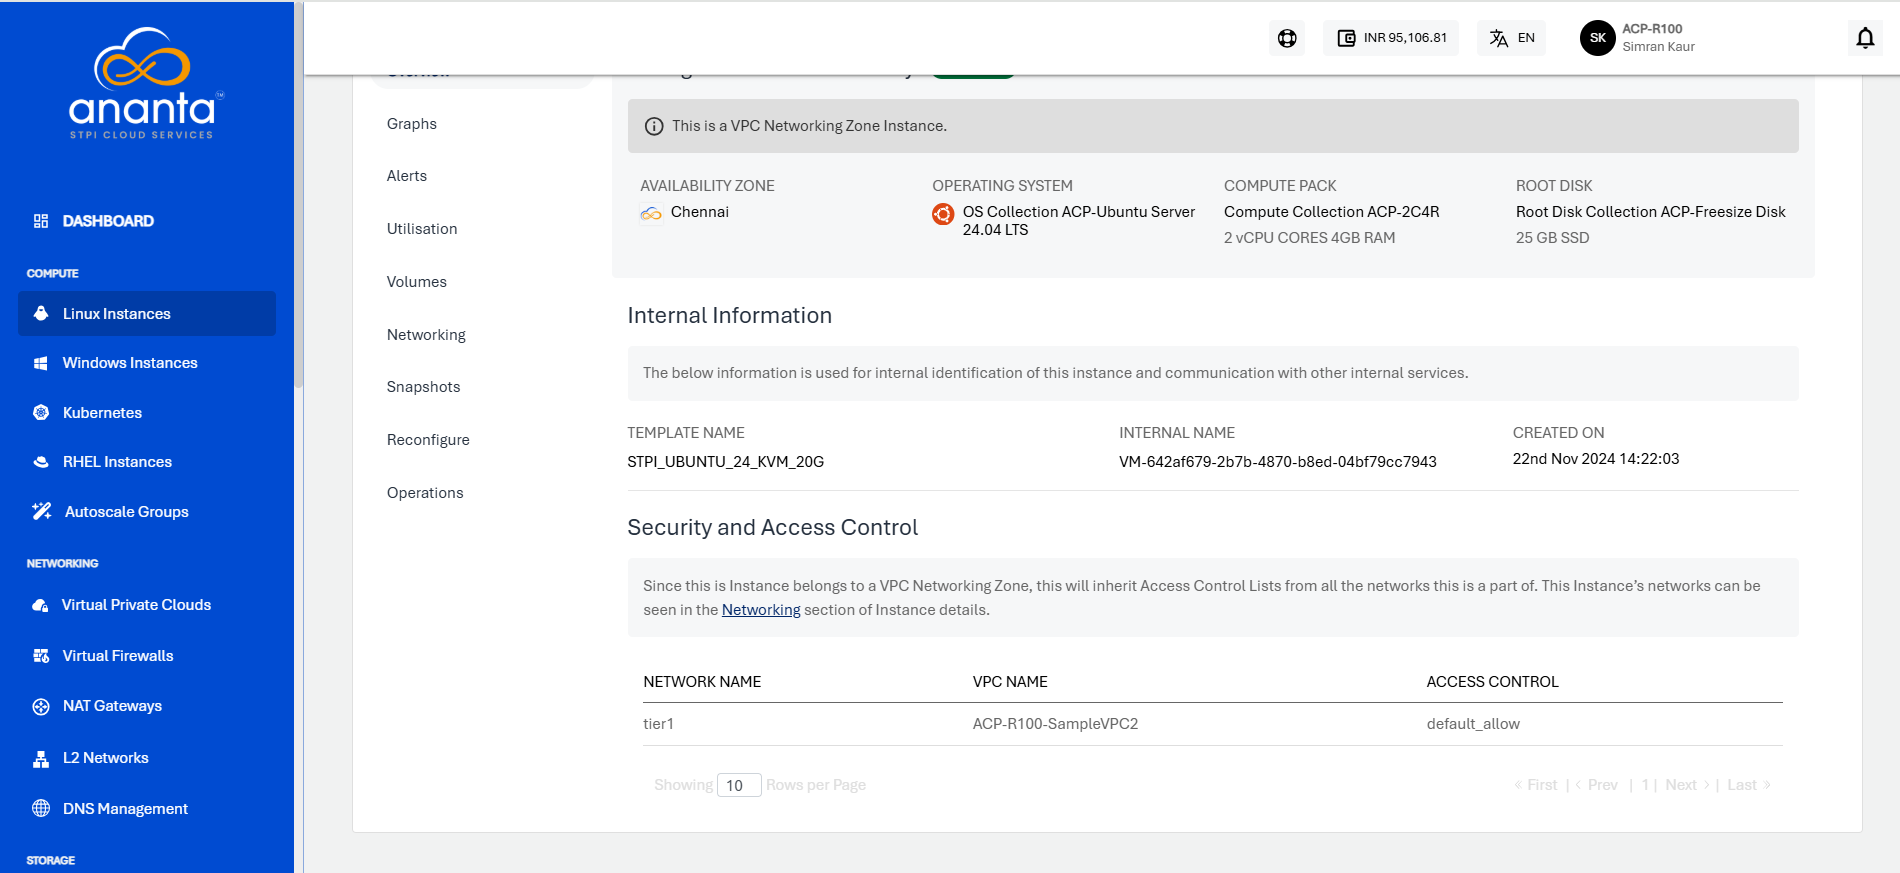 ananta
TM
STPI CLOUD SERVICES
INR 95,106.81
EN
SK
ACP-R100
Simran Kaur
DASHBOARD
COMPUTE
Linux Instances
Windows Instances
Kubernetes
RHEL Instances
Autoscale Groups
NETWORKING
Virtual Private Clouds
Virtual Firewalls
NAT Gateways
L2 Networks
DNS Management
STORAGE
Overview
Graphs
Alerts
Utilisation
Volumes
Networking
Snapshots
Reconfigure
Operations
This is a VPC Networking Zone Instance.
AVAILABILITY ZONE
Chennai
OPERATING SYSTEM
OS Collection ACP-Ubuntu Server
24.04 LTS
COMPUTE PACK
Compute Collection ACP-2C4R
2 vCPU CORES 4GB RAM
ROOT DISK
Root Disk Collection ACP-Freesize Disk
25 GB SSD
Internal Information
The below information is used for internal identification of this instance and communication with other internal services.
TEMPLATE NAME
STPI_UBUNTU_24_KVM_20G
INTERNAL NAME
VM-642af679-2b7b-4870-b8ed-04bf79cc7943
CREATED ON
22nd Nov 2024 14:22:03
Security and Access Control
Since this is Instance belongs to a VPC Networking Zone, this will inherit Access Control Lists from all the networks this is a part of. This Instance's networks can be
seen in the Networking section of Instance details.
NETWORK NAME VPC NAME ACCESS CONTROL
tier1 ACP-R100-SampleVPC2 default_allow
Showing 10 Rows per Page
« First | ‹ Prev | 1 | Next › | Last »